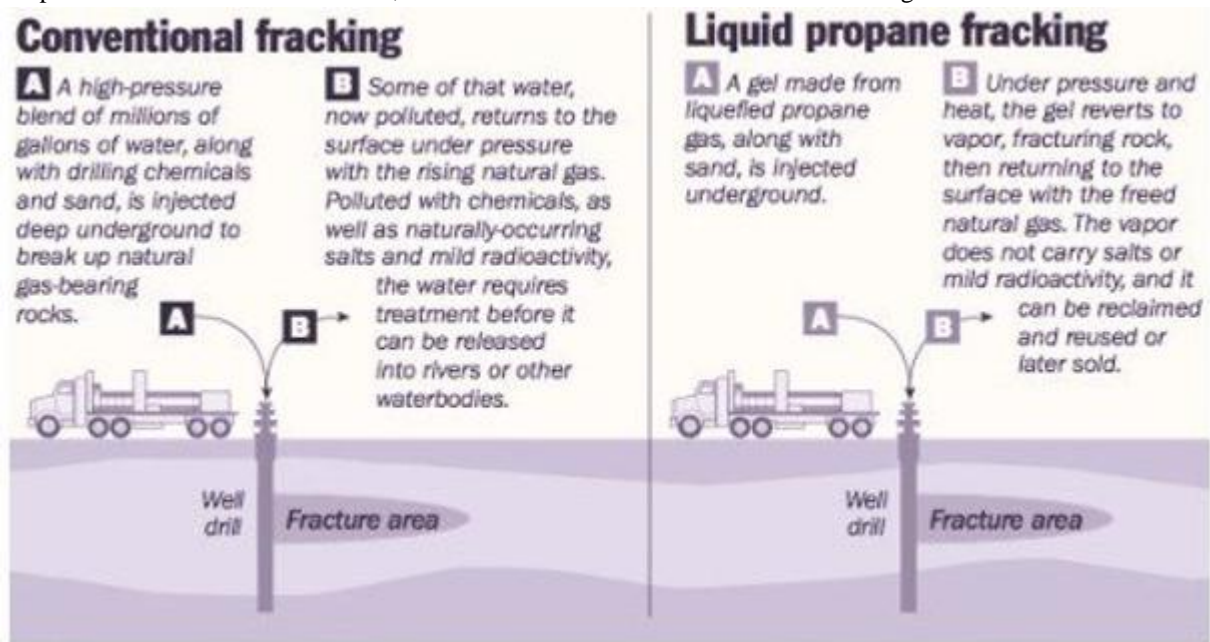 Conventional fracking
A A high-pressure
blend of millions of
gallons of water, along
with drilling chemicals
and sand, is injected
deep underground to
break up natural
gas-bearing
rocks.
B Some of that water,
now polluted, returns to the
surface under pressure
with the rising natural gas.
Polluted with chemicals, as
well as naturally-occurring
salts and mild radioactivity,
the water requires
treatment before it
can be released
into rivers or other
waterbodies.
A
B
Well
drill
Fracture area
Liquid propane fracking
A A gel made from
liquefied propane
gas, along with
sand, is injected
underground.
B Under pressure and
heat, the gel reverts to
vapor, fracturing rock,
then returning to the
surface with the freed
natural gas. The vapor
does not carry salts or
mild radioactivity, and it
can be reclaimed
and reused or
later sold.
A
B
Well
drill
Fracture area